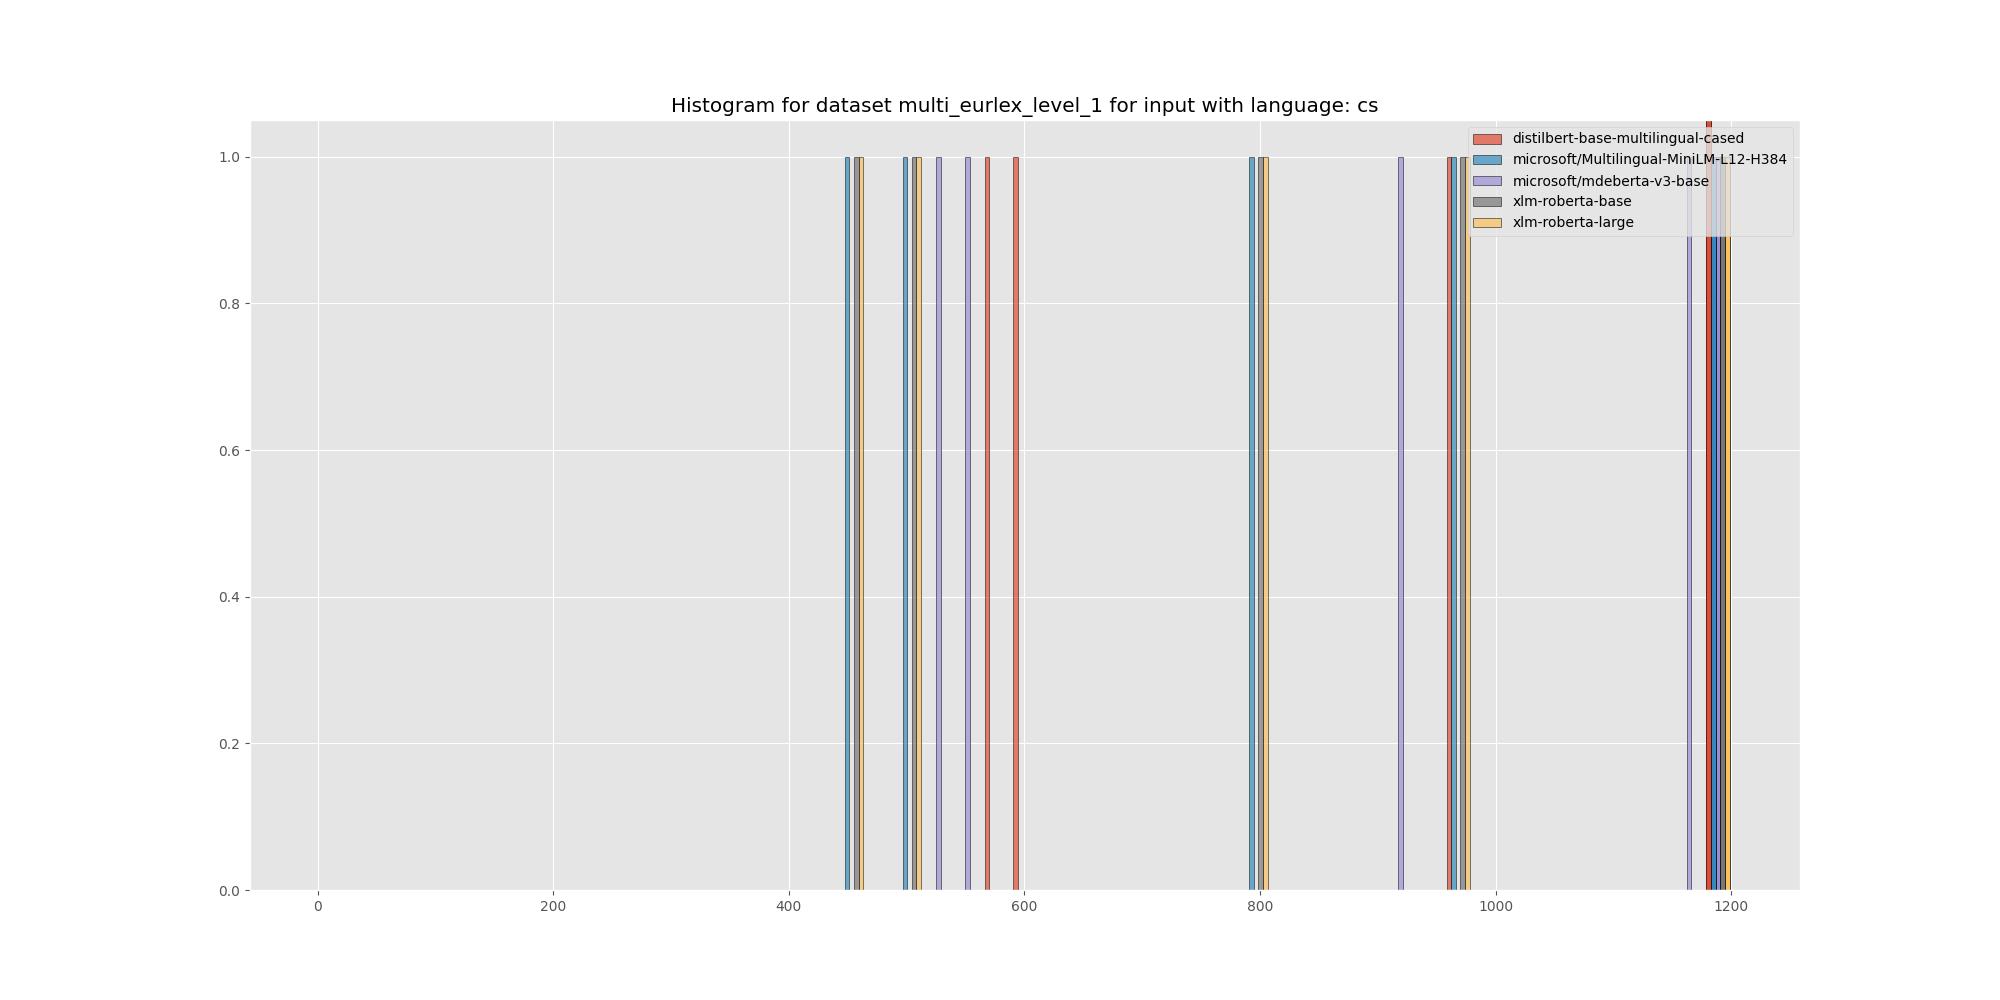 Histogram for dataset multi_eurlex_level_1 for input with language: cs
distilbert-base-multilingual-cased
microsoft/Multilingual-MiniLM-L12-H384
microsoft/mdeberta-v3-base
xlm-roberta-base
xlm-roberta-large
1.0
0.8
0.6
0.4
0.2
0.0
0 200 400 600 800 1000 1200